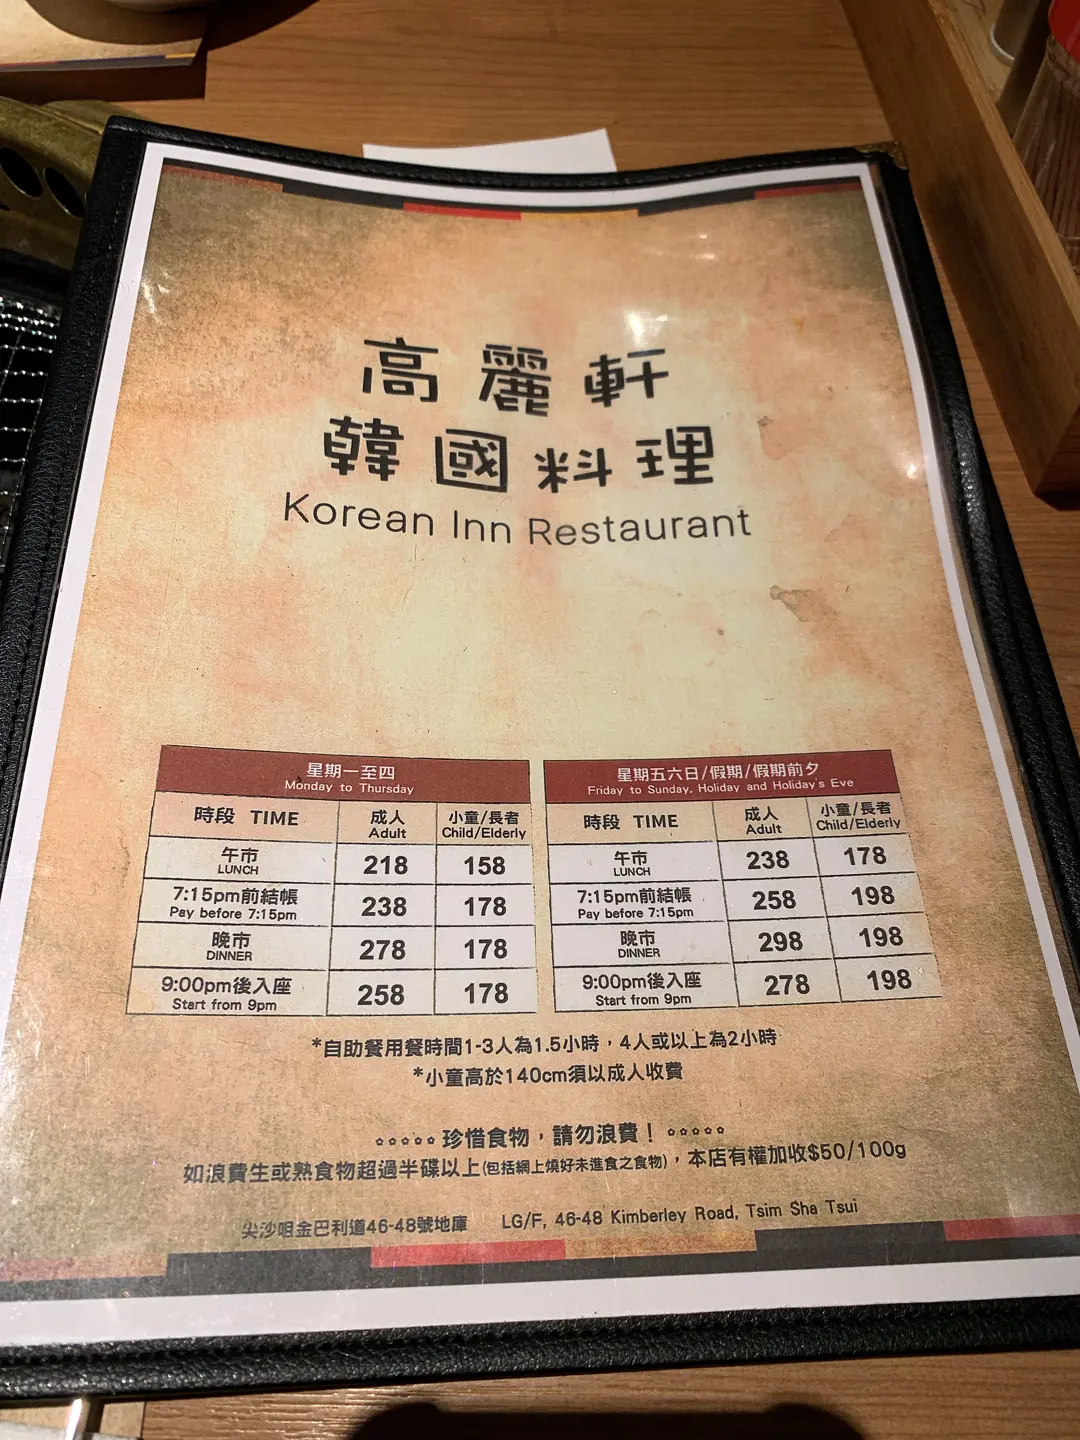 高麗軒
韓國料理
Korean Inn Restaurant
星期一至四
Monday to Thursday
時段 TIME 成人 Adult 小童/長者 Child/Elderly
午市 LUNCH 218 158
7:15pm前結帳 Pay before 7:15pm 238 178
晚市 DINNER 278 178
9:00pm後入座 Start from 9pm 258 178
星期五六日/假期/假期前夕
Friday to Sunday, Holiday and Holiday's Eve
時段 TIME 成人 Adult 小童/長者 Child/Elderly
午市 LUNCH 238 178
7:15pm前結帳 Pay before 7:15pm 258 198
晚市 DINNER 298 198
9:00pm後入座 Start from 9pm 278 198
*自助餐用餐時間1-3人為1.5小時，4人或以上為2小時
*小童高於140cm須以成人收費
珍惜食物，請勿浪費！
如浪費生或熟食物超過半碟以上(包括網上燒好未進食之食物)，本店有權加收$50/100g
尖沙咀金巴利道46-48號地庫 LG/F, 46-48 Kimberley Road, Tsim Sha Tsui